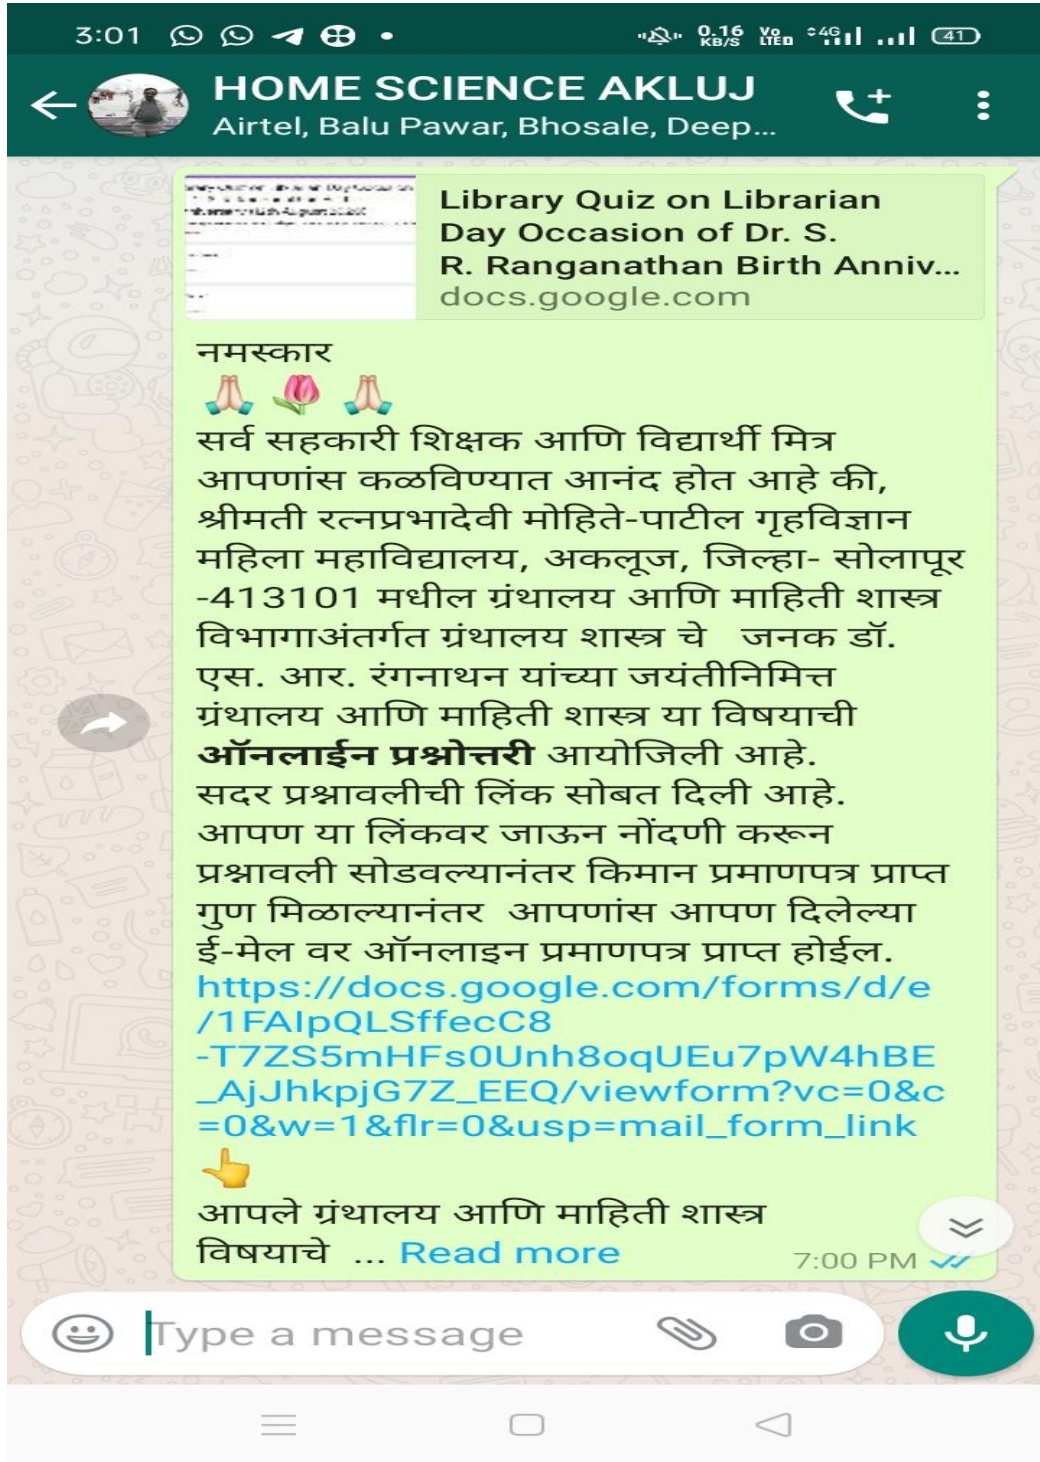 3:01
0.16 KB/S
Vo LTE
4G
41
HOME SCIENCE AKLUJ
Airtel, Balu Pawar, Bhosale, Deep...
Library Quiz on Librarian
Day Occasion of Dr. S.
R. Ranganathan Birth Anniv...
docs.google.com
नमस्कार
🙏🏻 🌷 🙏🏻
सर्व सहकारी शिक्षक आणि विद्यार्थी मित्र
आपणांस कळविण्यात आनंद होत आहे की,
श्रीमती रत्नप्रभादेवी मोहिते-पाटील गृहविज्ञान
महिला महाविद्यालय, अकलूज, जिल्हा- सोलापूर
-413101 मधील ग्रंथालय आणि माहिती शास्त्र
विभागाअंतर्गत ग्रंथालय शास्त्र चे जनक डॉ.
एस. आर. रंगनाथन यांच्या जयंतीनिमित्त
ग्रंथालय आणि माहिती शास्त्र या विषयाची
ऑनलाईन प्रश्नोत्तरी आयोजिली आहे.
सदर प्रश्नावलीची लिंक सोबत दिली आहे.
आपण या लिंकवर जाऊन नोंदणी करून
प्रश्नावली सोडवल्यानंतर किमान प्रमाणपत्र प्राप्त
गुण मिळाल्यानंतर आपणांस आपण दिलेल्या
ई-मेल वर ऑनलाइन प्रमाणपत्र प्राप्त होईल.
https://docs.google.com/forms/d/e
/1FAIpQLSffecC8
-T7ZS5mHFs0Unh8oqUEu7pW4hBE
_AjJhkpjG7Z_EEQ/viewform?vc=0&c
=0&w=1&flr=0&usp=mail_form_link
👆
आपले ग्रंथालय आणि माहिती शास्त्र
विषयाचे ... Read more
7:00 PM
Type a message